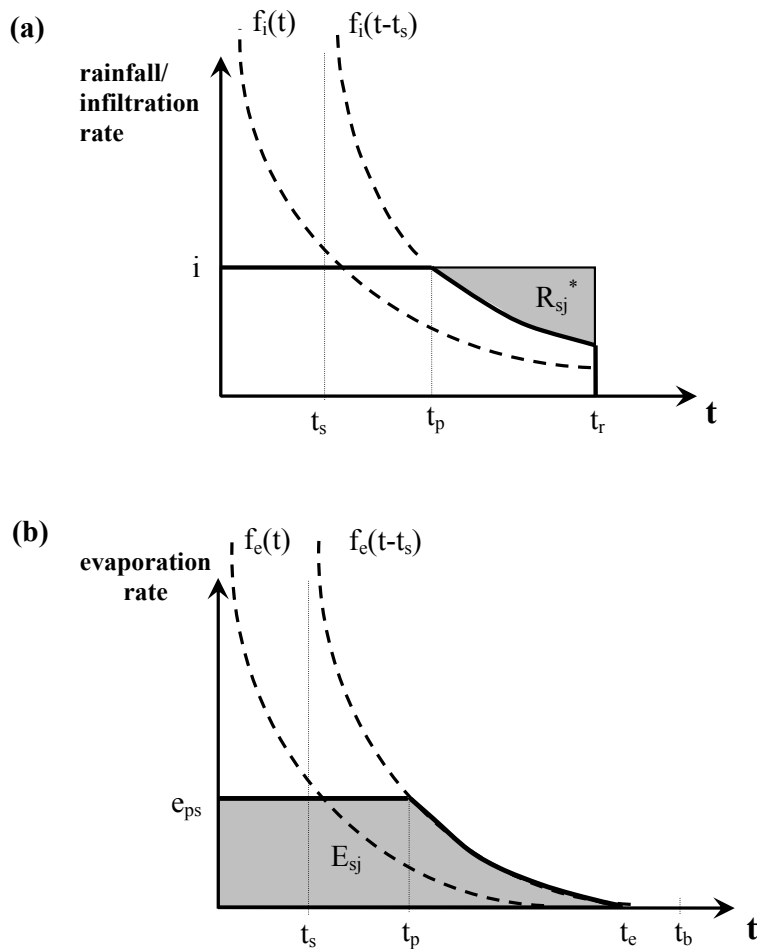 (a)
f_i(t) f_i(t-t_s)
rainfall/
infiltration
rate
i
R_sj^*
t_s t_p t_r t
(b)
f_e(t) f_e(t-t_s)
evaporation
rate
e_ps
E_sj
t_s t_p t_e t_b t